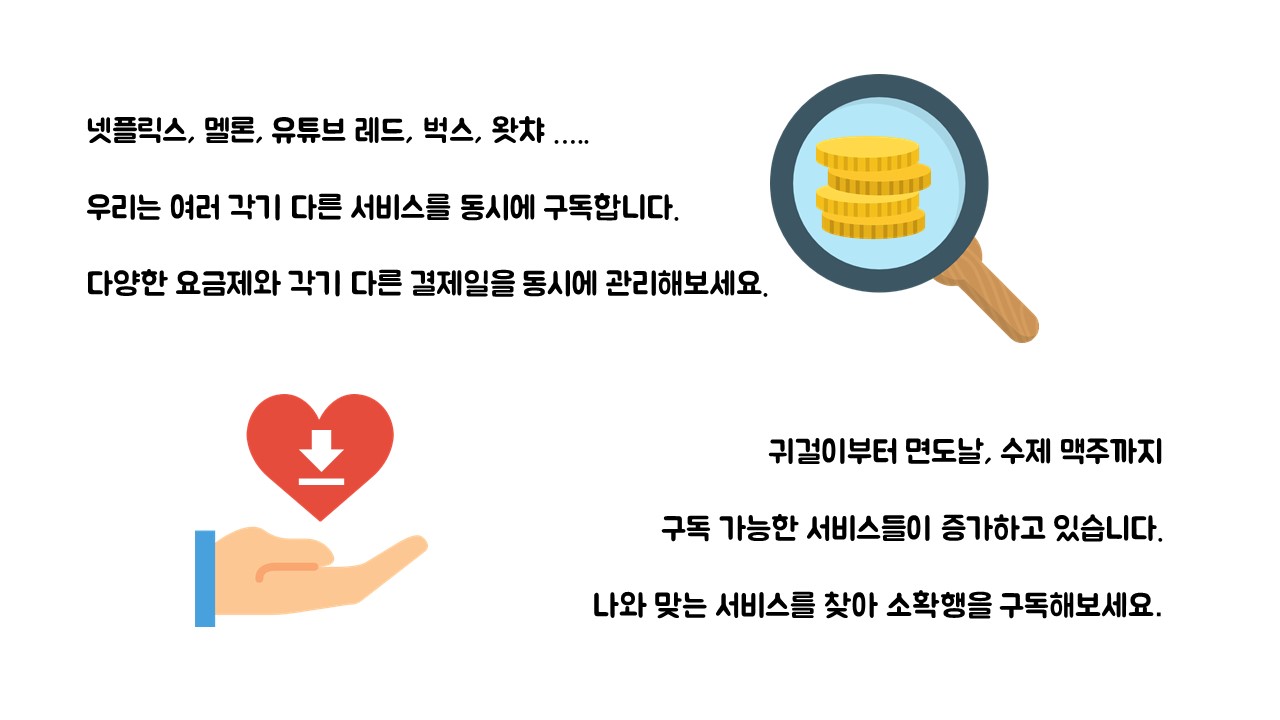 넷플릭스, 멜론, 유튜브 레드, 벅스, 왓챠 .....
우리는 여러 각기 다른 서비스를 동시에 구독합니다.
다양한 요금제와 각기 다른 결제일을 동시에 관리해보세요.
귀걸이부터 면도날, 수제 맥주까지
구독 가능한 서비스들이 증가하고 있습니다.
나와 맞는 서비스를 찾아 소확행을 구독해보세요.